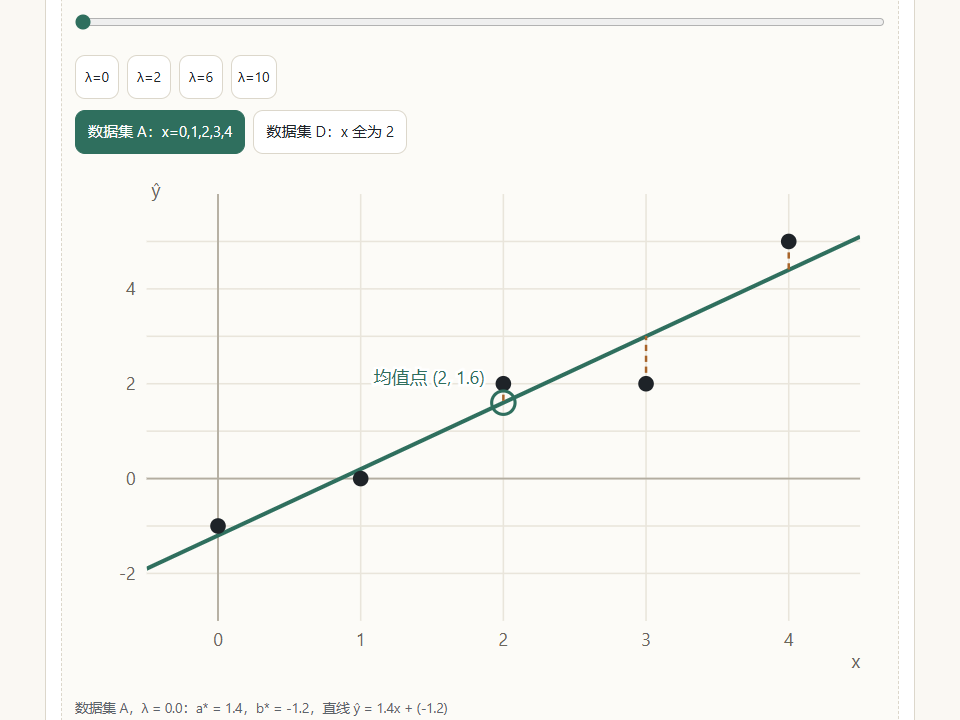 λ=0 λ=2 λ=6 λ=10
数据集 A：x=0,1,2,3,4 数据集 D：x 全为 2
ŷ
4
均值点 (2, 1.6)
2
0
-2
0 1 2 3 4
x
数据集 A，λ = 0.0：a* = 1.4，b* = -1.2，直线 ŷ = 1.4x + (-1.2)